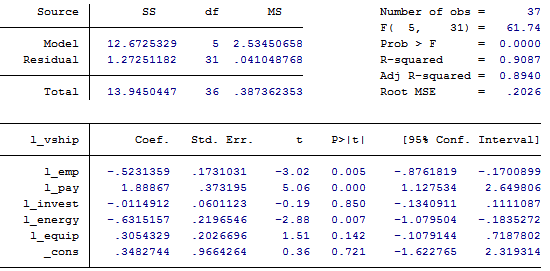 Source SS df MS Number of obs = 37
F( 5, 31) = 61.74
Model 12.6725329 5 2.53450658 Prob > F = 0.0000
Residual 1.27251182 31 .041048768 R-squared = 0.9087
Adj R-squared = 0.8940
Total 13.9450447 36 .387362353 Root MSE = .2026
l_vship Coef. Std. Err. t P>|t| [95% Conf. Interval]
l_emp -.5231359 .1731031 -3.02 0.005 -.8761819 -.1700899
l_pay 1.88867 .373195 5.06 0.000 1.127534 2.649806
l_invest -.0114912 .0601123 -0.19 0.850 -.1340911 .1111087
l_energy -.6315157 .2196546 -2.88 0.007 -1.079504 -.1835272
l_equip .3054329 .2026696 1.51 0.142 -.1079144 .7187802
_cons .3482744 .9664264 0.36 0.721 -1.622765 2.319314